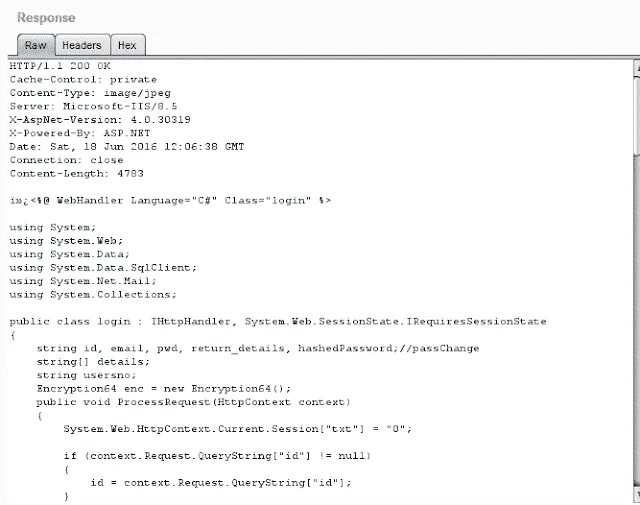 Response
Raw Headers Hex
HTTP/1.1 200 OK
Cache-Control: private
Content-Type: image/jpeg
Server: Microsoft-IIS/8.5
X-AspNet-Version: 4.0.30319
X-Powered-By: ASP.NET
Date: Sat, 18 Jun 2016 12:06:38 GMT
Connection: close
Content-Length: 4783
ï»¿<%@ WebHandler Language="C#" Class="login" %>
using System;
using System.Web;
using System.Data;
using System.Data.SqlClient;
using System.Net.Mail;
using System.Collections;
public class login : IHttpHandler, System.Web.SessionState.IRequiresSessionState
{
string id, email, pwd, return_details, hashedPassword;//passChange
string[] details;
string usersno;
Encryption64 enc = new Encryption64();
public void ProcessRequest(HttpContext context)
{
System.Web.HttpContext.Current.Session["txt"] = "0";
if (context.Request.QueryString["id"] != null)
{
id = context.Request.QueryString["id"];
}